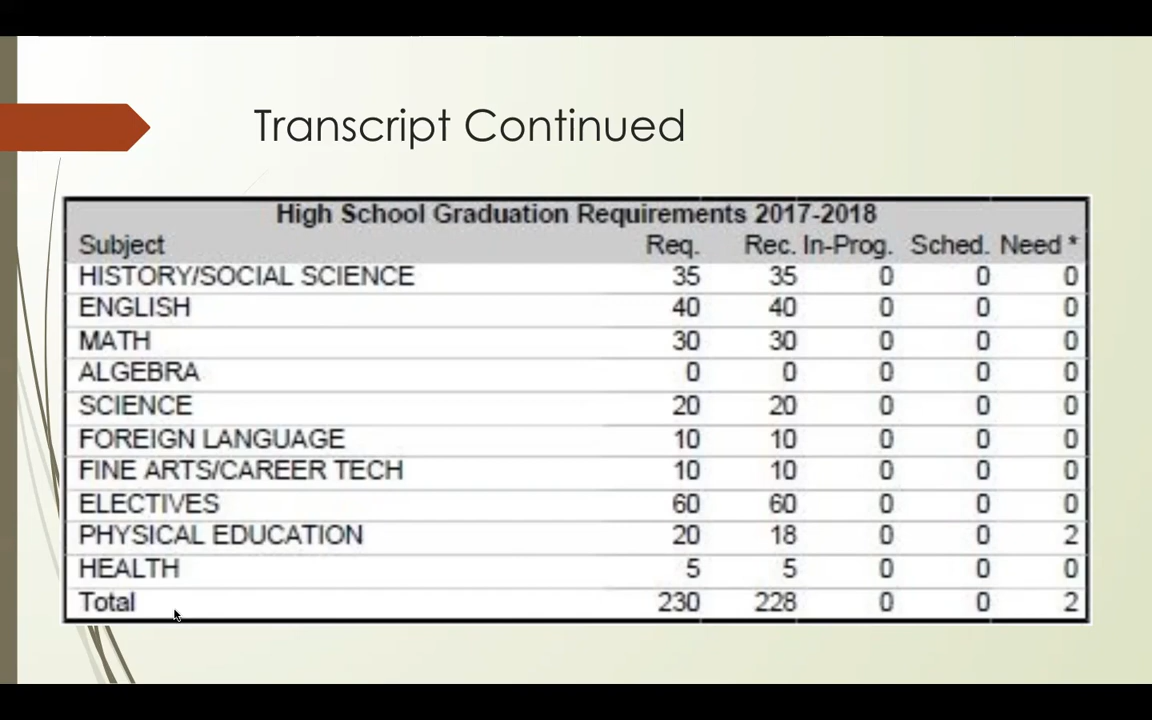 Transcript Continued
High School Graduation Requirements 2017-2018
Subject Req. Rec. In-Prog. Sched. Need *
HISTORY/SOCIAL SCIENCE 35 35 0 0 0
ENGLISH 40 40 0 0 0
MATH 30 30 0 0 0
ALGEBRA 0 0 0 0 0
SCIENCE 20 20 0 0 0
FOREIGN LANGUAGE 10 10 0 0 0
FINE ARTS/CAREER TECH 10 10 0 0 0
ELECTIVES 60 60 0 0 0
PHYSICAL EDUCATION 20 18 0 0 2
HEALTH 5 5 0 0 0
Total 230 228 0 0 2